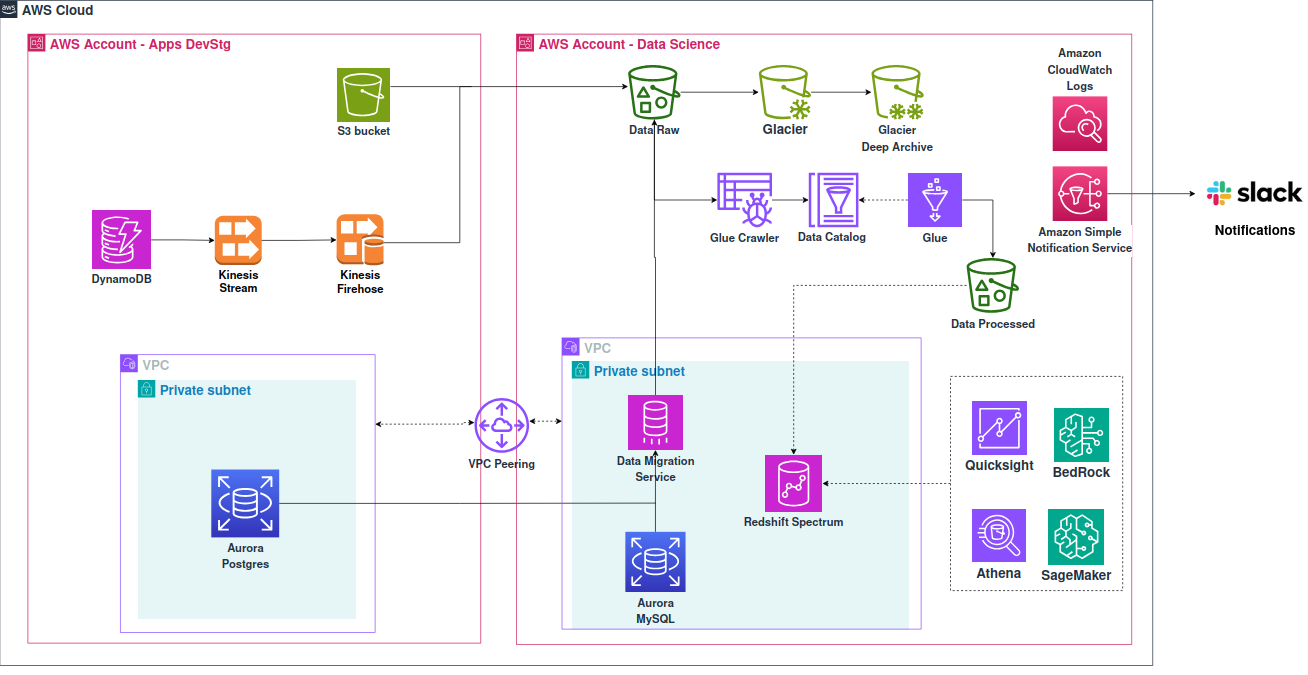 aws
AWS Cloud
AWS Account - Apps DevStg
S3 bucket
DynamoDB
Kinesis
Stream
Kinesis
Firehose
VPC
Private subnet
Aurora
Postgres
VPC Peering
AWS Account - Data Science
Data Raw
Glacier
Glacier
Deep Archive
Amazon
CloudWatch
Logs
Glue Crawler
Data Catalog
Glue
Amazon Simple
Notification Service
slack
Notifications
Data Processed
VPC
Private subnet
Data Migration
Service
Redshift Spectrum
Aurora
MySQL
Quicksight
BedRock
Athena
SageMaker